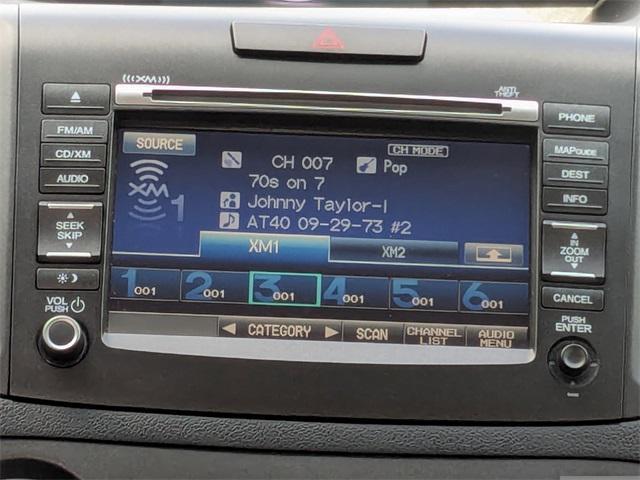 (((XM)))
ANTI
THEFT
FM/AM
CD/XM
AUDIO
SEEK
SKIP
VOL
PUSH
SOURCE
CH MODE
CH 007
Pop
70s on 7
XM 1
Johnny Taylor-I
AT40 09-29-73 #2
XM1
XM2
1 001
2 001
3 001
4 001
5 001
6 001
CATEGORY
SCAN
CHANNEL
LIST
AUDIO
MENU
PHONE
MAP GUIDE
DEST
INFO
IN
ZOOM
OUT
CANCEL
PUSH
ENTER